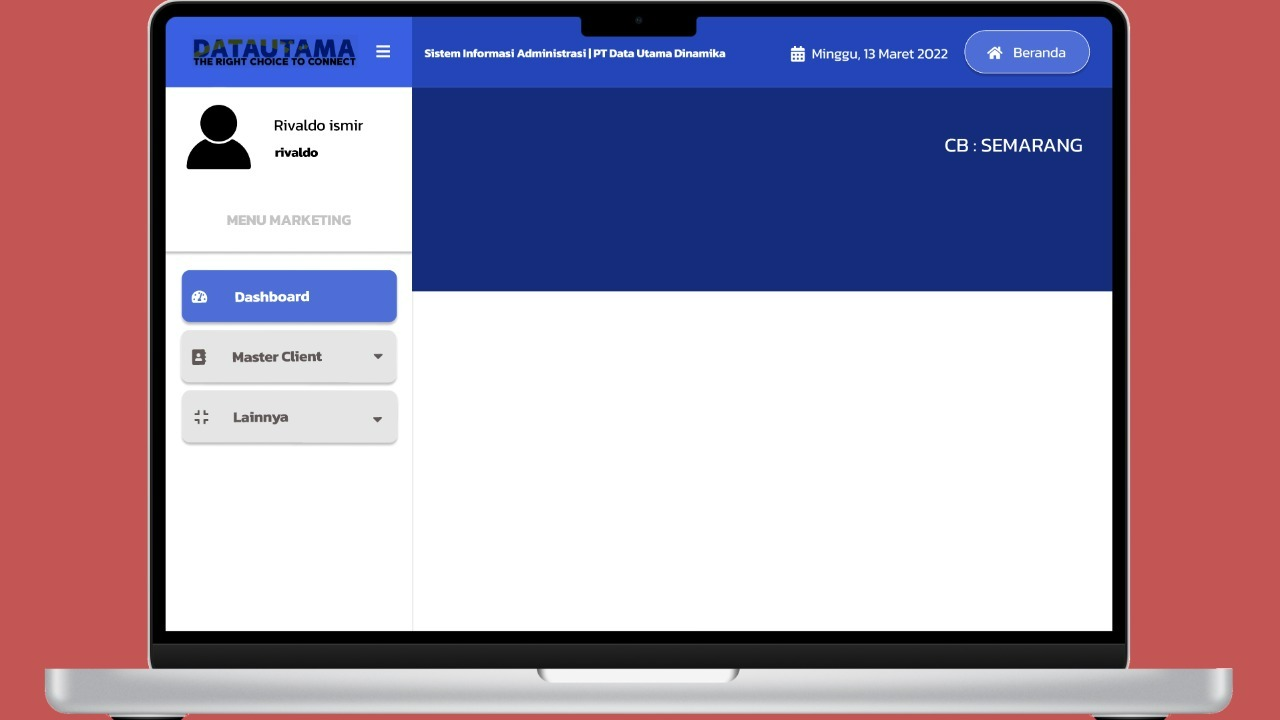 DATAUTAMA
THE RIGHT CHOICE TO CONNECT
Sistem Informasi Administrasi | PT Data Utama Dinamika
Minggu, 13 Maret 2022
Beranda
Rivaldo ismir
rivaldo
CB : SEMARANG
MENU MARKETING
Dashboard
Master Client
Lainnya